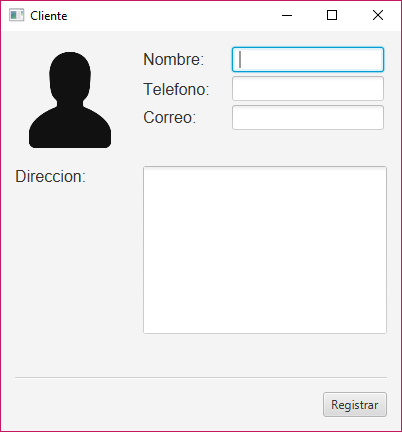 Cliente
Nombre:
Telefono:
Correo:
Direccion:
Registrar